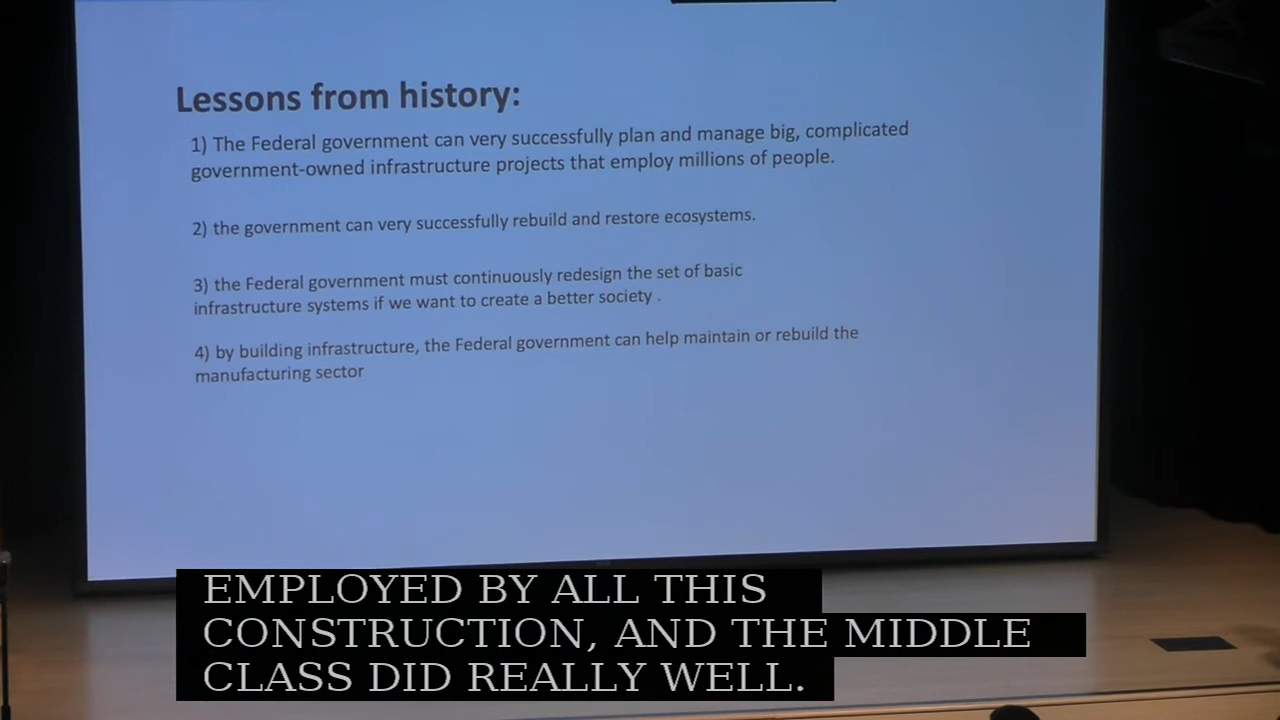 Lessons from history:
1) The Federal government can very successfully plan and manage big, complicated
government-owned infrastructure projects that employ millions of people.
2) the government can very successfully rebuild and restore ecosystems.
3) the Federal government must continuously redesign the set of basic
infrastructure systems if we want to create a better society .
4) by building infrastructure, the Federal government can help maintain or rebuild the
manufacturing sector
EMPLOYED BY ALL THIS
CONSTRUCTION, AND THE MIDDLE
CLASS DID REALLY WELL.